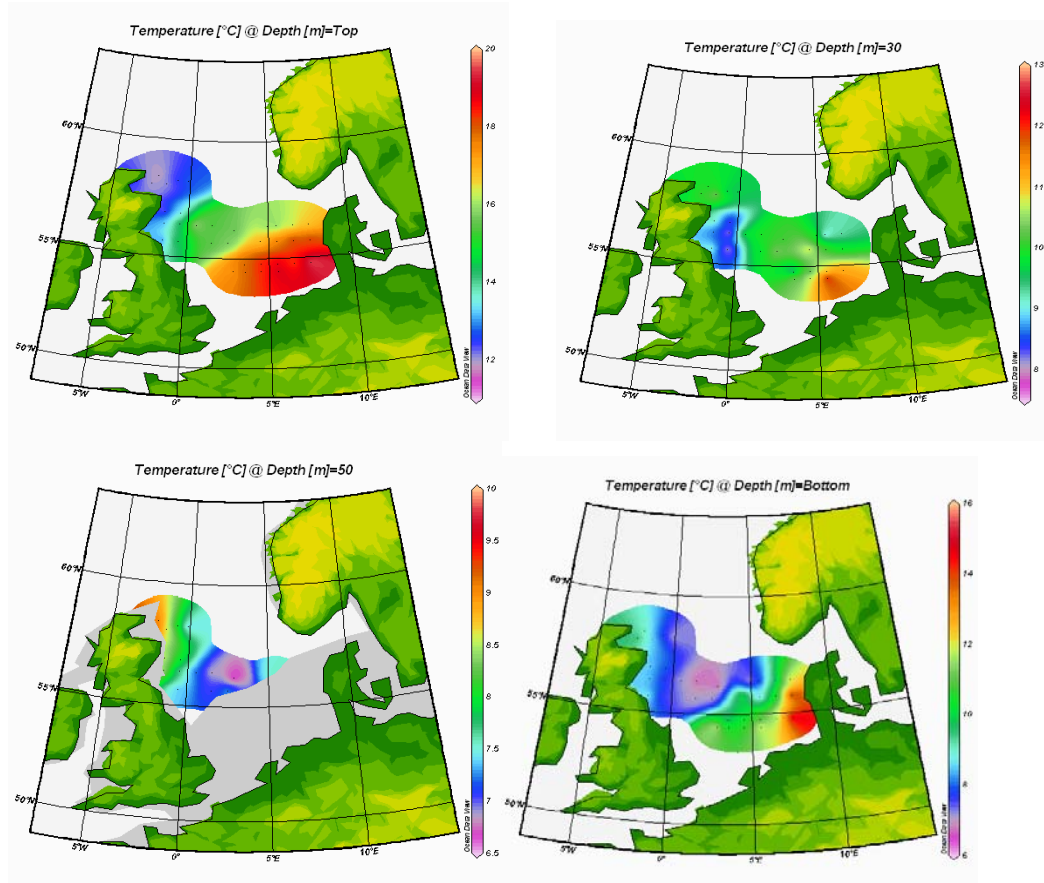 Temperature [°C] @ Depth [m]=Top
20
18
16
14
12
60°N
55°N
50°N
5°W
0°
5°E
10°E
Ocean Data View
Temperature [°C] @ Depth [m]=30
13
12
11
10
9
8
60°N
55°N
50°N
5°W
0°
5°E
10°E
Ocean Data View
Temperature [°C] @ Depth [m]=50
10
9.5
9
8.5
8
7.5
7
6.5
60°N
55°N
50°N
5°W
0°
5°E
10°E
Ocean Data View
Temperature [°C] @ Depth [m]=Bottom
16
14
12
10
8
6
60°N
55°N
50°N
5°W
0°
5°E
10°E
Ocean Data View